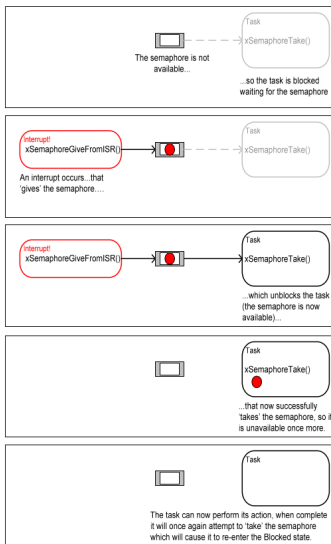 Task
xSemaphoreTake()
The semaphore is not
available...
...so the task is blocked
waiting for the semaphore
Interrupt!
xSemaphoreGiveFromISR()
Task
xSemaphoreTake()
An interrupt occurs...that
'gives' the semaphore....
Interrupt!
xSemaphoreGiveFromISR()
Task
xSemaphoreTake()
...which unblocks the task
(the semaphore is now
available)...
Task
xSemaphoreTake()
...that now successfully
'takes' the semaphore, so it
is unavailable once more.
Task
The task can now perform its action, when complete
it will once again attempt to 'take' the semaphore
which will cause it to re-enter the Blocked state.